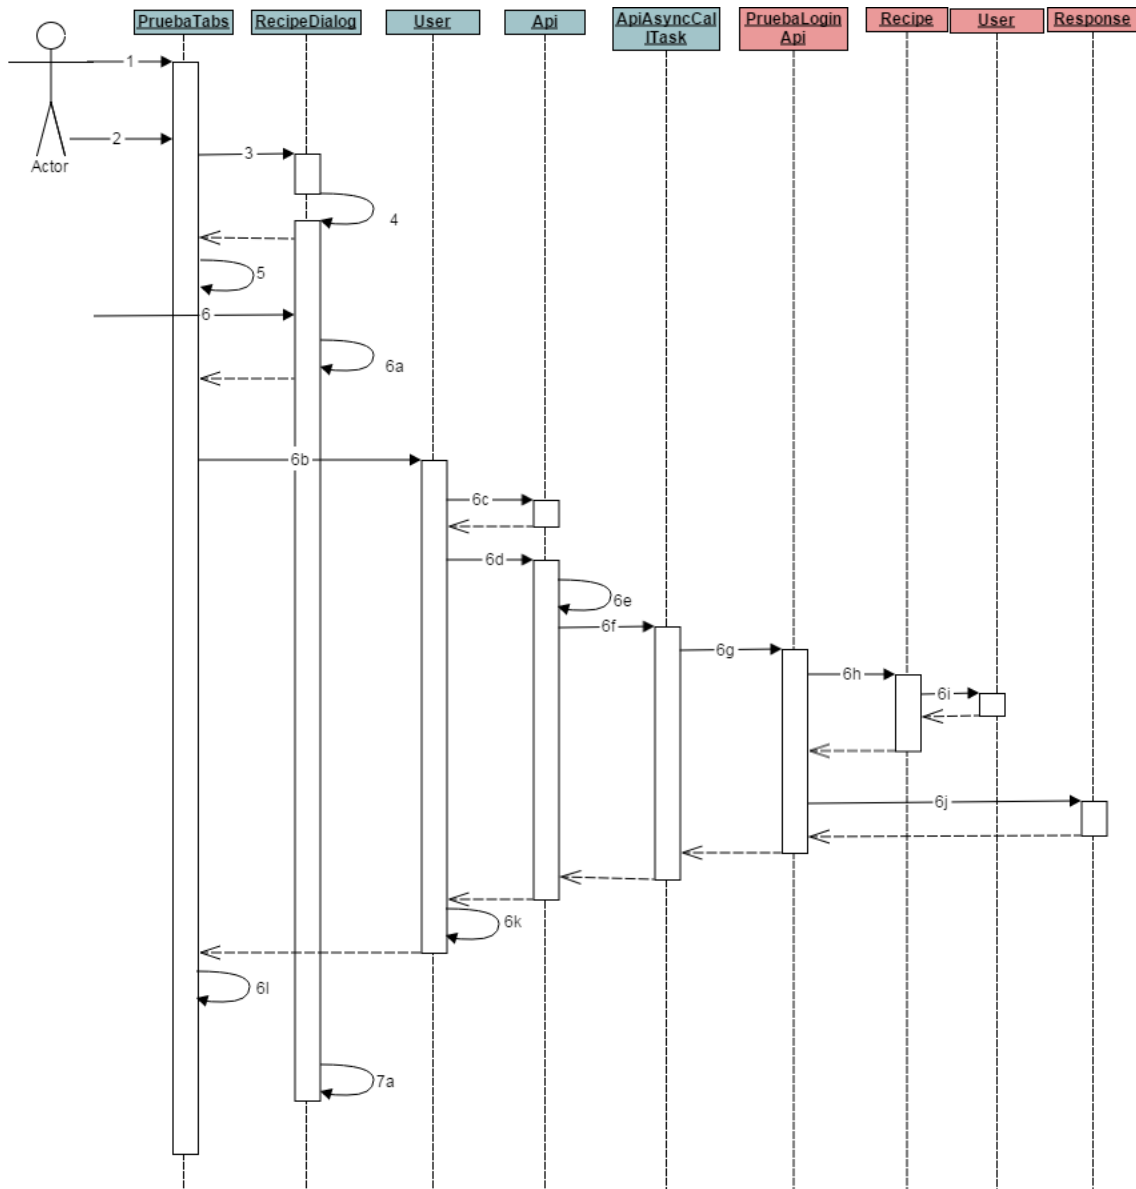 PruebaTabs
RecipeDialog
User
Api
ApiAsyncCal
lTask
PruebaLogin
Api
Recipe
User
Response
1
2
Actor
3
4
5
6
6a
6b
6c
6d
6e
6f
6g
6h
6i
6j
6k
6l
7a